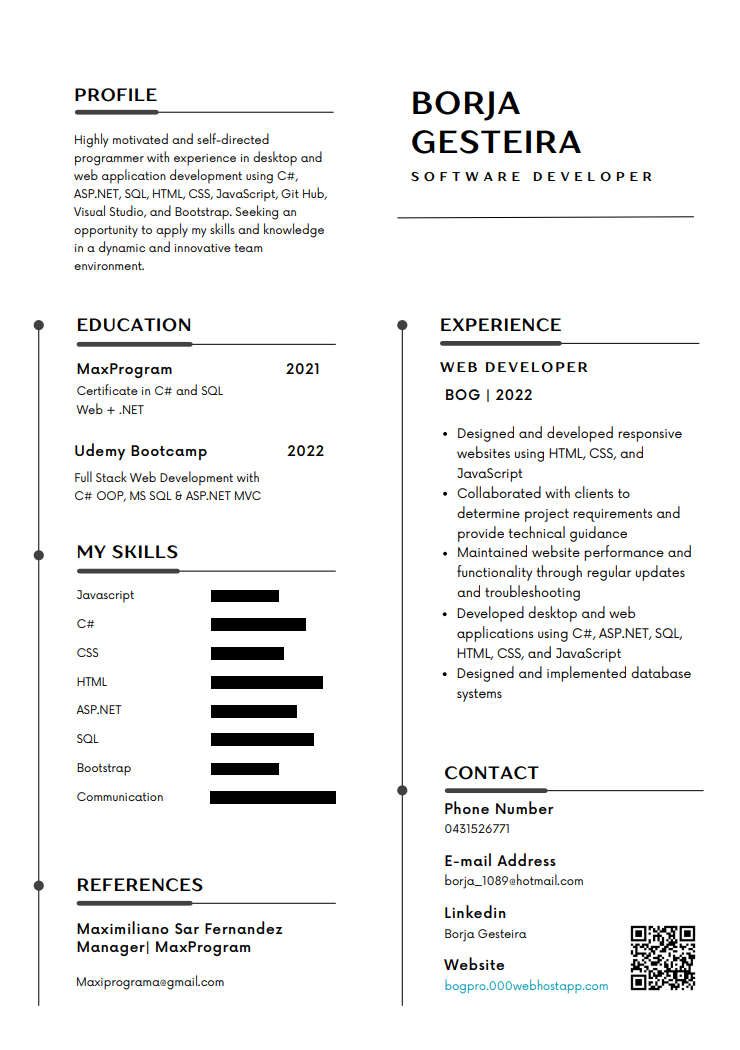 PROFILE
Highly motivated and self-directed
programmer with experience in desktop and
web application development using C#,
ASP.NET, SQL, HTML, CSS, JavaScript, Git Hub,
Visual Studio, and Bootstrap. Seeking an
opportunity to apply my skills and knowledge
in a dynamic and innovative team
environment.
BORJA
GESTEIRA
SOFTWARE DEVELOPER
EDUCATION
MaxProgram 2021
Certificate in C# and SQL
Web + .NET
Udemy Bootcamp 2022
Full Stack Web Development with
C# OOP, MS SQL & ASP.NET MVC
MY SKILLS
Javascript
C#
CSS
HTML
ASP.NET
SQL
Bootstrap
Communication
REFERENCES
Maximiliano Sar Fernandez
Manager| MaxProgram
Maxiprograma@gmail.com
EXPERIENCE
WEB DEVELOPER
BOG | 2022
• Designed and developed responsive
websites using HTML, CSS, and
JavaScript
• Collaborated with clients to
determine project requirements and
provide technical guidance
• Maintained website performance and
functionality through regular updates
and troubleshooting
• Developed desktop and web
applications using C#, ASP.NET, SQL,
HTML, CSS, and JavaScript
• Designed and implemented database
systems
CONTACT
Phone Number
0431526771
E-mail Address
borja_1089@hotmail.com
Linkedin
Borja Gesteira
Website
bogpro.000webhostapp.com